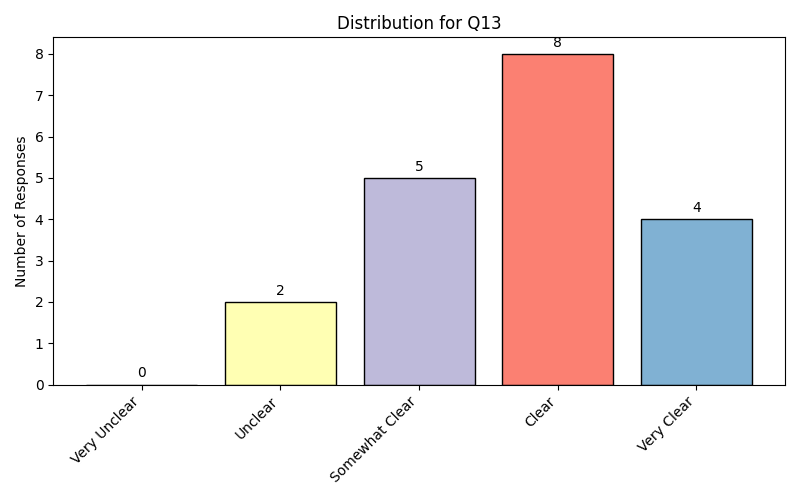 Distribution for Q13
Number of Responses
8
7
6
5
4
3
2
1
0
0
2
5
8
4
Very Unclear
Unclear
Somewhat Clear
Clear
Very Clear